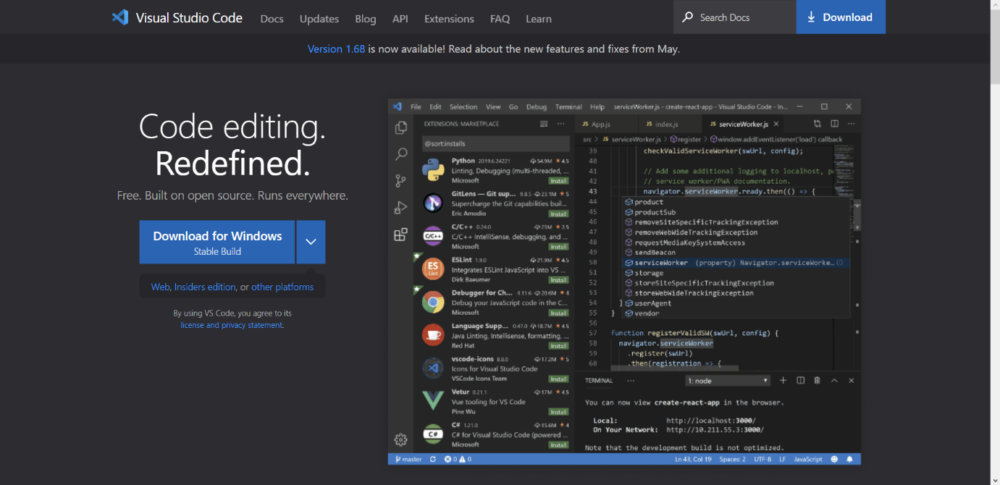 Visual Studio Code Docs Updates Blog API Extensions FAQ Learn Search Docs Download
Version 1.68 is now available! Read about the new features and fixes from May.
Code editing.
Redefined.
Free. Built on open source. Runs everywhere.
Download for Windows
Stable Build
Web, Insiders edition, or other platforms
By using VS Code, you agree to its
license and privacy statement.
File Edit Selection View Go Debug Terminal Help serviceWorker.js - create-react-app - Visual Studio Code - In...
EXTENSIONS: MARKETPLACE
@sort:installs
Python 2019.6.24221 54.9M ★ 4.5
Linting, Debugging (multi-threaded, ...
Microsoft Install
GitLens — Git sup... 9.8.5 23.1M ★ 5
Supercharge the Git capabilities buil...
Eric Amodio Install
C/C++ 0.24.0 23M ★ 3.5
C/C++ IntelliSense, debugging, and ...
Microsoft Install
ESLint 1.9.0 21.9M ★ 4.5
Integrates ESLint JavaScript into VS ...
Dirk Baeumer Install
Debugger for Ch... 4.11.6 20.6M ★ 4
Debug your JavaScript code in the C...
Microsoft Install
Language Supp... 0.47.0 18.7M ★ 4.5
Java Linting, Intellisense, formatting, ...
Red Hat Install
vscode-icons 8.8.0 17.2M ★ 5
Icons for Visual Studio Code
VSCode Icons Team Install
Vetur 0.21.1 17M ★ 4.5
Vue tooling for VS Code
Pine Wu Install
C# 1.21.0 15.6M ★ 4
C# for Visual Studio Code (powered ...
Microsoft Install
C/C++
ES
Lint
C#
JS App.js JS index.js JS serviceWorker.js
src > JS serviceWorker.js > register > window.addEventListener('load') callback
39 checkValidServiceWorker(swUrl, config);
40
41 // Add some additional logging to localhost, p
42 // service worker/PWA documentation.
43 navigator.serviceWorker.ready.then(() => {
44 product
45 productSub
46 removeSiteSpecificTrackingException
47 removeWebWideTrackingException
48 requestMediaKeySystemAccess
49 sendBeacon
50 serviceWorker (property) Navigator.serviceWorke...
51 storage
52 storeSiteSpecificTrackingException
53 storeWebWideTrackingException
54 } userAgent
55 } vendor
56
57 function registerValidSW(swUrl, config) {
58 navigator.serviceWorker
59 .register(swUrl)
60 .then(registration => {
TERMINAL ... 1: node
You can now view create-react-app in the browser.
Local: http://localhost:3000/
On Your Network: http://10.211.55.3:3000/
Note that the development build is not optimized.
master 0 0 Ln 43, Col 19 Spaces: 2 UTF-8 LF JavaScript